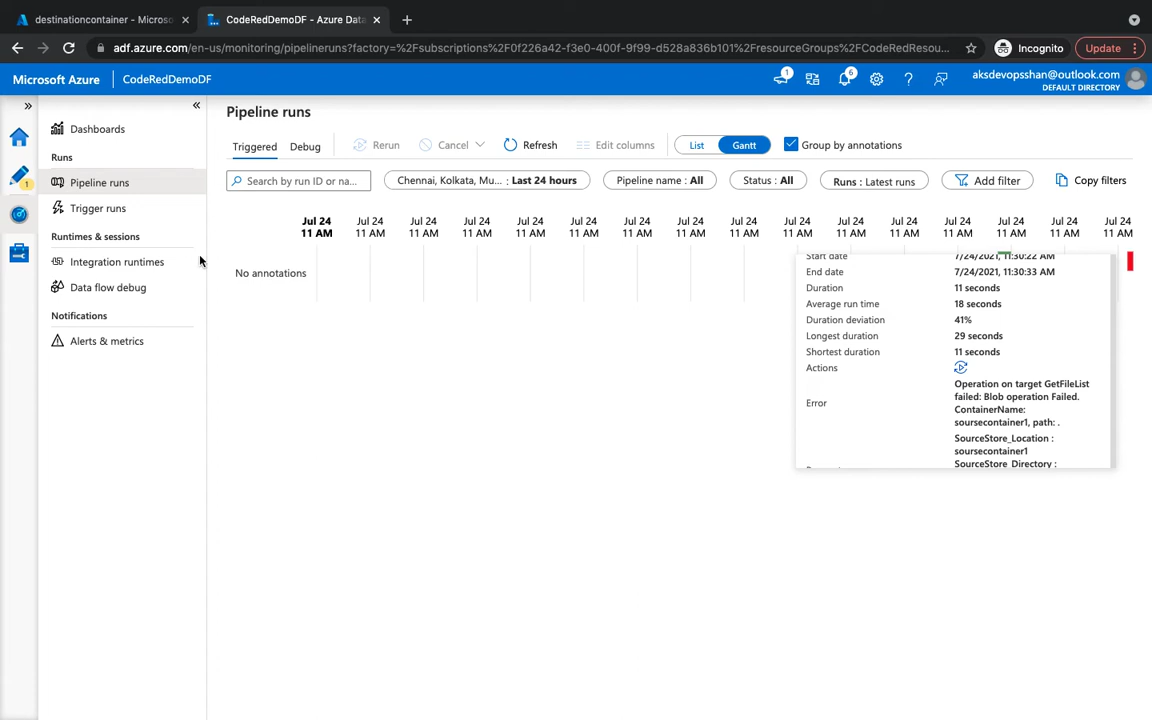 destinationcontainer - Microso
CodeRedDemoDF - Azure Data
adf.azure.com/en-us/monitoring/pipelineruns?factory=%2Fsubscriptions%2F0f226a42-f3e0-400f-9f99-d528a836b101%2FresourceGroups%2FCodeRedResou...
Incognito
Update
Microsoft Azure
CodeRedDemoDF
1
6
aksdevopsshan@outlook.com
DEFAULT DIRECTORY
Dashboards
Runs
1
Pipeline runs
Trigger runs
Runtimes & sessions
Integration runtimes
Data flow debug
Notifications
Alerts & metrics
Pipeline runs
Triggered Debug Rerun Cancel Refresh Edit columns List Gantt Group by annotations
Search by run ID or na... Chennai, Kolkata, Mu... : Last 24 hours Pipeline name : All Status : All Runs : Latest runs Add filter Copy filters
Jul 24 Jul 24 Jul 24 Jul 24 Jul 24 Jul 24 Jul 24 Jul 24 Jul 24 Jul 24 Jul 24 Jul 24 Jul 24 Jul 24 Jul 24 Jul 24
11 AM 11 AM 11 AM 11 AM 11 AM 11 AM 11 AM 11 AM 11 AM 11 AM 11 AM 11 AM 11 AM 11 AM 11 AM 11 AM
No annotations
Start date 7/24/2021, 11:30:22 AM
End date 7/24/2021, 11:30:33 AM
Duration 11 seconds
Average run time 18 seconds
Duration deviation 41%
Longest duration 29 seconds
Shortest duration 11 seconds
Actions
Error
Operation on target GetFileList
failed: Blob operation Failed.
ContainerName:
soursecontainer1, path: .
SourceStore_Location :
soursecontainer1
SourceStore_Directory :